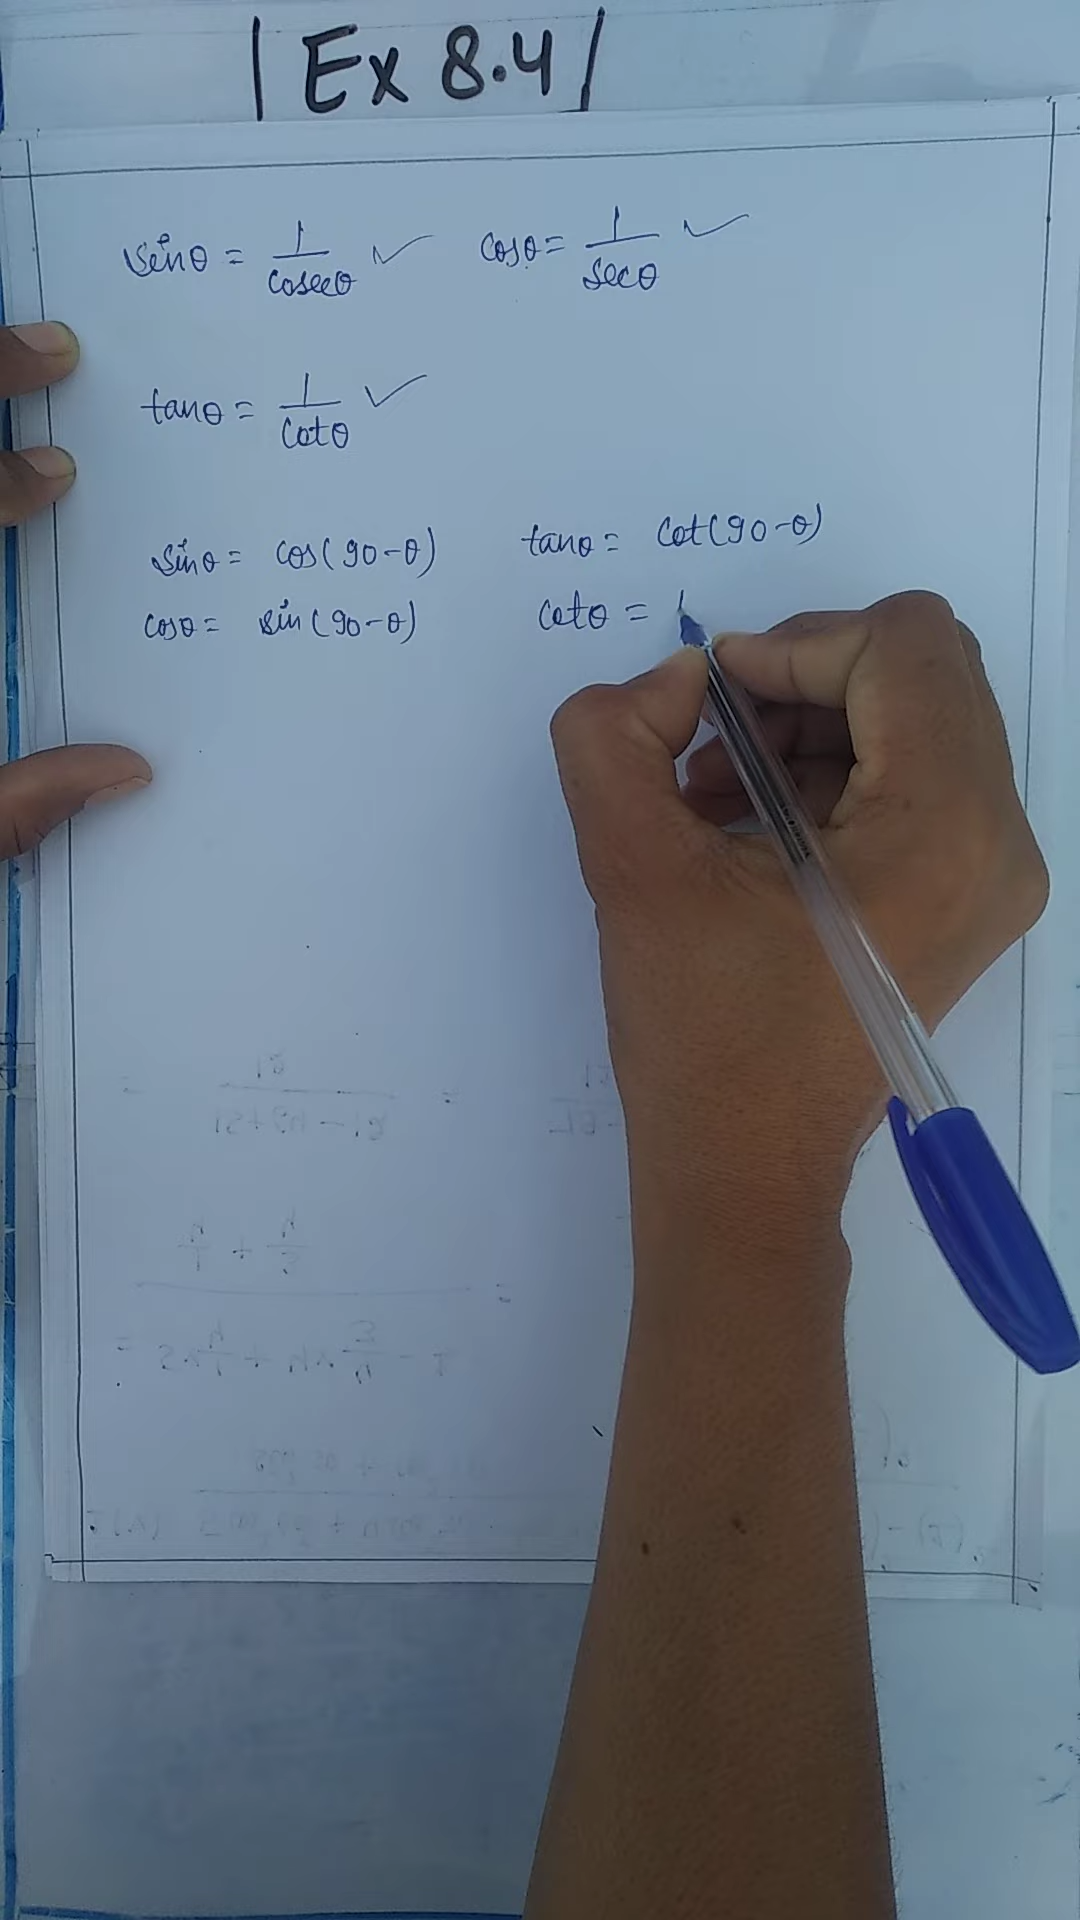 | Ex 8.4 |
sinθ = 1/cosecθ ✓ cosθ = 1/secθ ✓
tanθ = 1/cotθ ✓
sinθ = cos(90-θ) tanθ = cot(90-θ)
cosθ = sin(90-θ) cotθ =